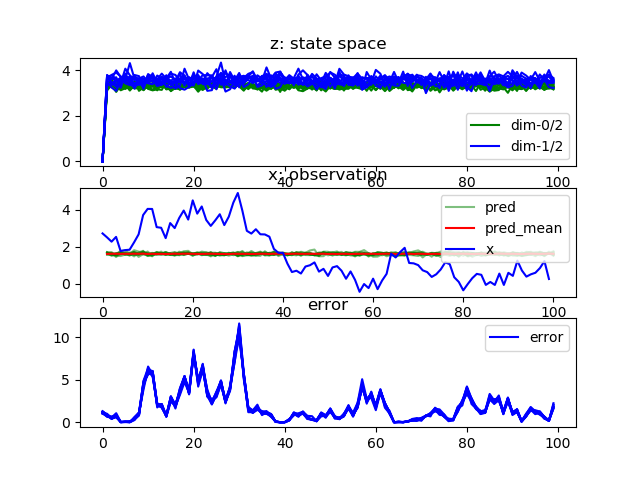 z: state space
4
2
0
dim-0/2
dim-1/2
0 20 40 60 80 100
x: observation
4
2
0
pred
pred_mean
x
0 20 40 60 80 100
error
10
5
0
error
0 20 40 60 80 100